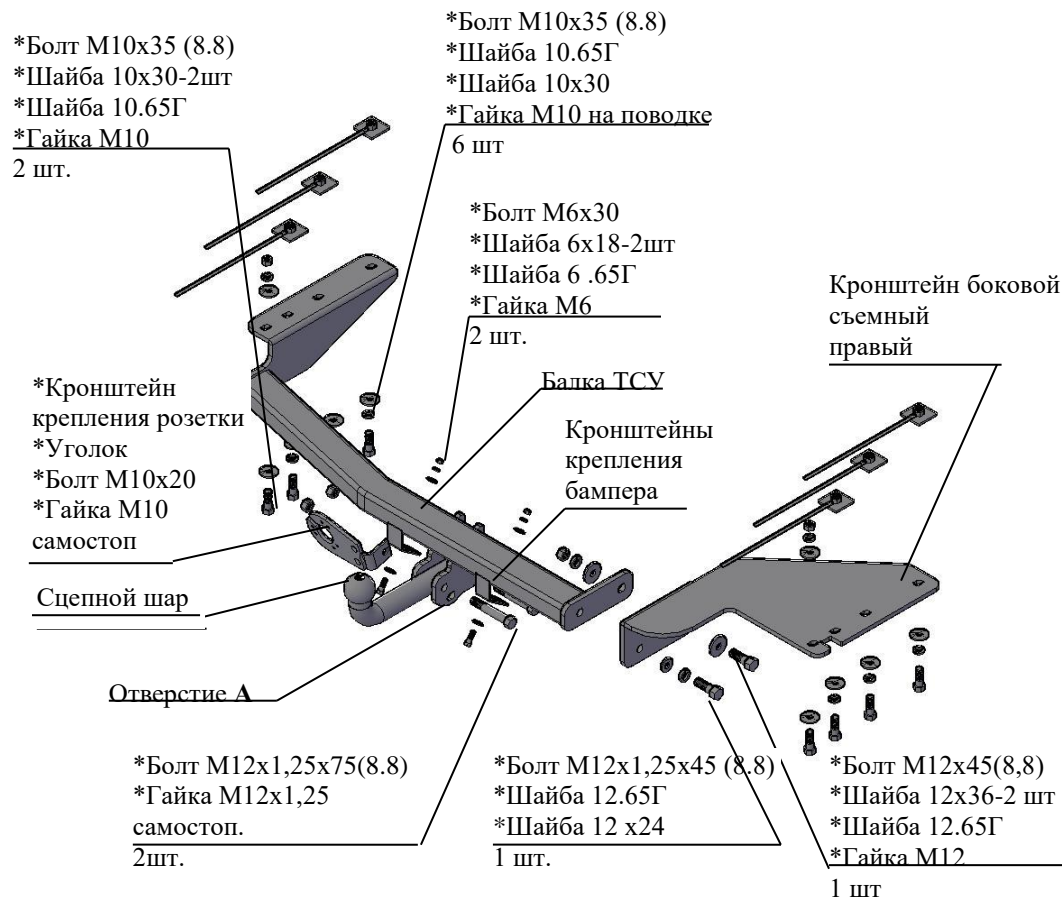 *Болт М10х35 (8.8)
*Шайба 10х30-2шт
*Шайба 10.65Г
*Гайка М10
2 шт.
*Болт М10х35 (8.8)
*Шайба 10.65Г
*Шайба 10х30
*Гайка М10 на поводке
6 шт
*Болт М6х30
*Шайба 6х18-2шт
*Шайба 6 .65Г
*Гайка М6
2 шт.
Кронштейн боковой
съемный
правый
*Кронштейн
крепления розетки
*Уголок
*Болт М10х20
*Гайка М10
самостоп
Балка ТСУ
Кронштейны
крепления
бампера
Сцепной шар
Отверстие А
*Болт М12х1,25х75(8.8)
*Гайка М12х1,25
самостоп.
2шт.
*Болт М12х1,25х45 (8.8)
*Шайба 12.65Г
*Шайба 12 х24
1 шт.
*Болт М12х45(8,8)
*Шайба 12х36-2 шт
*Шайба 12.65Г
*Гайка М12
1 шт